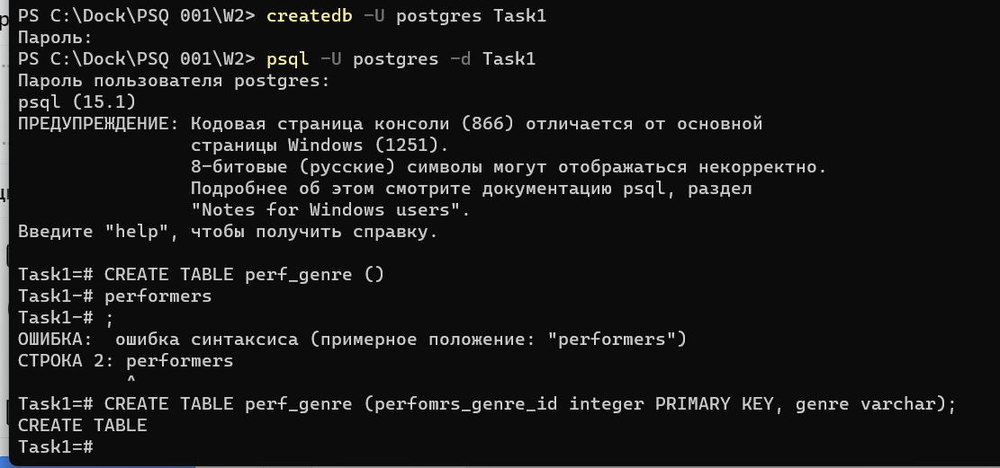 PS C:\Dock\PSQ 001\W2> createdb -U postgres Task1
Пароль:
PS C:\Dock\PSQ 001\W2> psql -U postgres -d Task1
Пароль пользователя postgres:
psql (15.1)
ПРЕДУПРЕЖДЕНИЕ: Кодовая страница консоли (866) отличается от основной
страницы Windows (1251).
8-битовые (русские) символы могут отображаться некорректно.
Подробнее об этом смотрите документацию psql, раздел
"Notes for Windows users".
Введите "help", чтобы получить справку.
Task1=# CREATE TABLE perf_genre ()
Task1-# performers
Task1-# ;
ОШИБКА:  ошибка синтаксиса (примерное положение: "performers")
СТРОКА 2: performers
^
Task1=# CREATE TABLE perf_genre (perfomrs_genre_id integer PRIMARY KEY, genre varchar);
CREATE TABLE
Task1=#